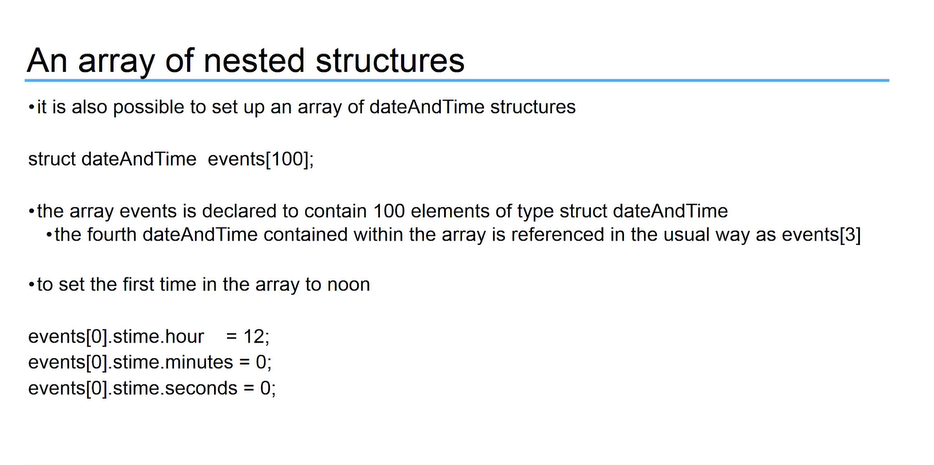 An array of nested structures
•it is also possible to set up an array of dateAndTime structures
struct dateAndTime  events[100];
•the array events is declared to contain 100 elements of type struct dateAndTime
•the fourth dateAndTime contained within the array is referenced in the usual way as events[3]
•to set the first time in the array to noon
events[0].stime.hour    = 12;
events[0].stime.minutes = 0;
events[0].stime.seconds = 0;